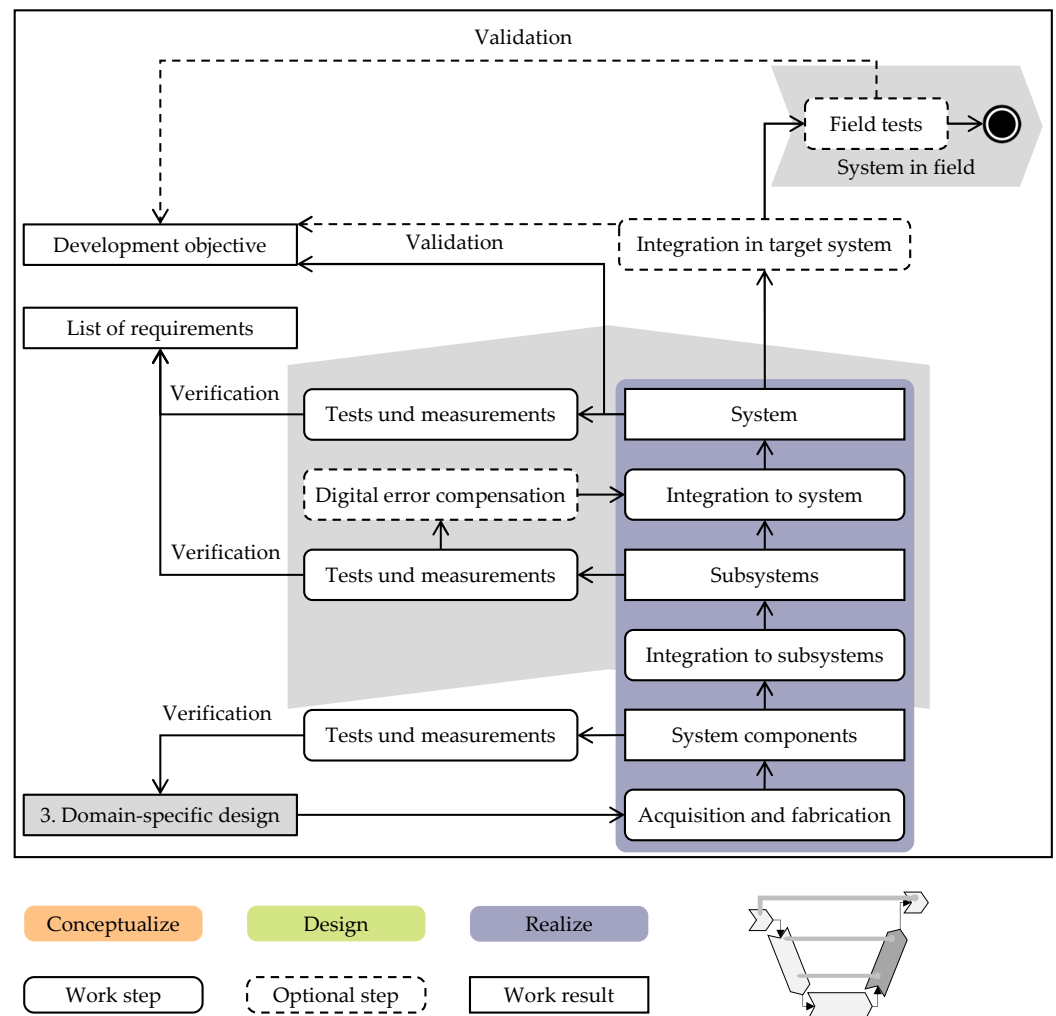 Validation
Field tests
System in field
Development objective
Validation
Integration in target system
List of requirements
Verification
Tests und measurements
System
Digital error compensation
Integration to system
Verification
Tests und measurements
Subsystems
Integration to subsystems
Verification
Tests und measurements
System components
3. Domain-specific design
Acquisition and fabrication
Conceptualize
Design
Realize
Work step
Optional step
Work result